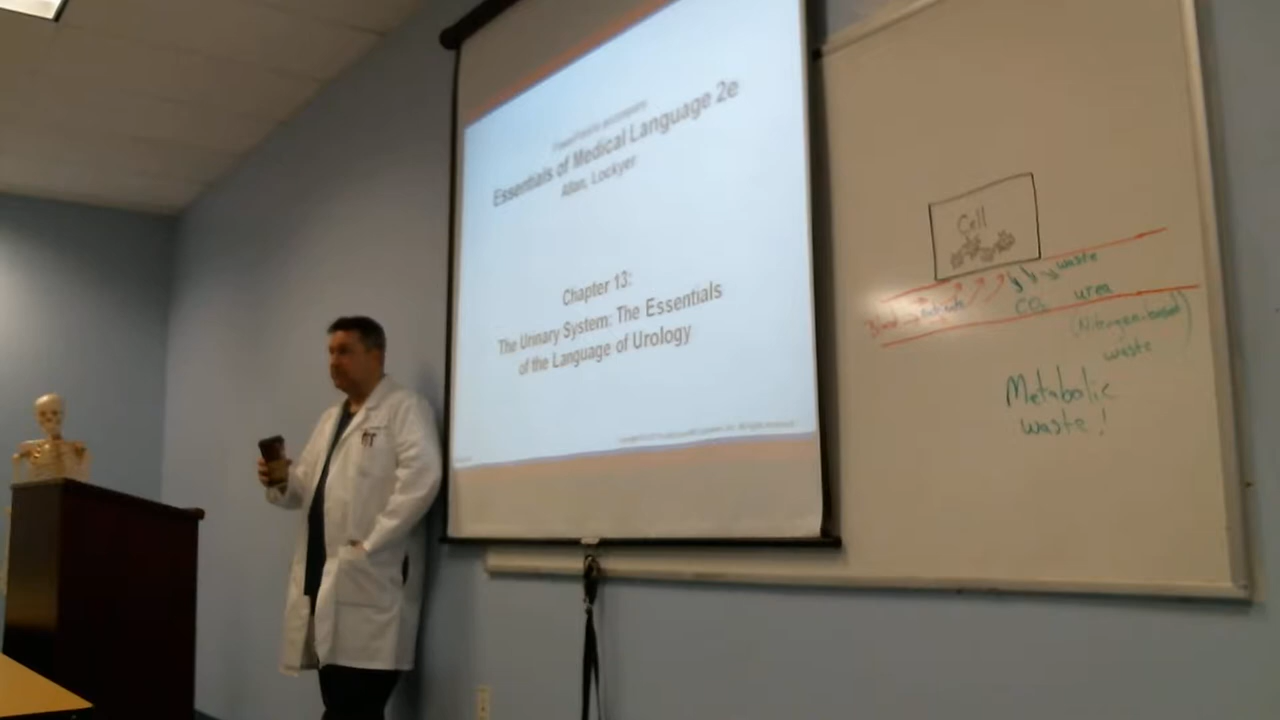 Essentials of Medical Language 2e
Allan, Lockyer
Chapter 13:
The Urinary System: The Essentials
of the Language of Urology
Cell
waste
Blood
CO₂ urea
(Nitrogen-based)
waste
Metabolic
waste!